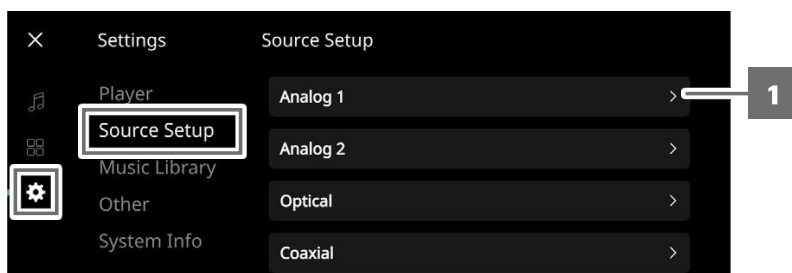 Settings
Source Setup
Player
Source Setup
Music Library
Other
System Info
Analog 1
Analog 2
Optical
Coaxial
1